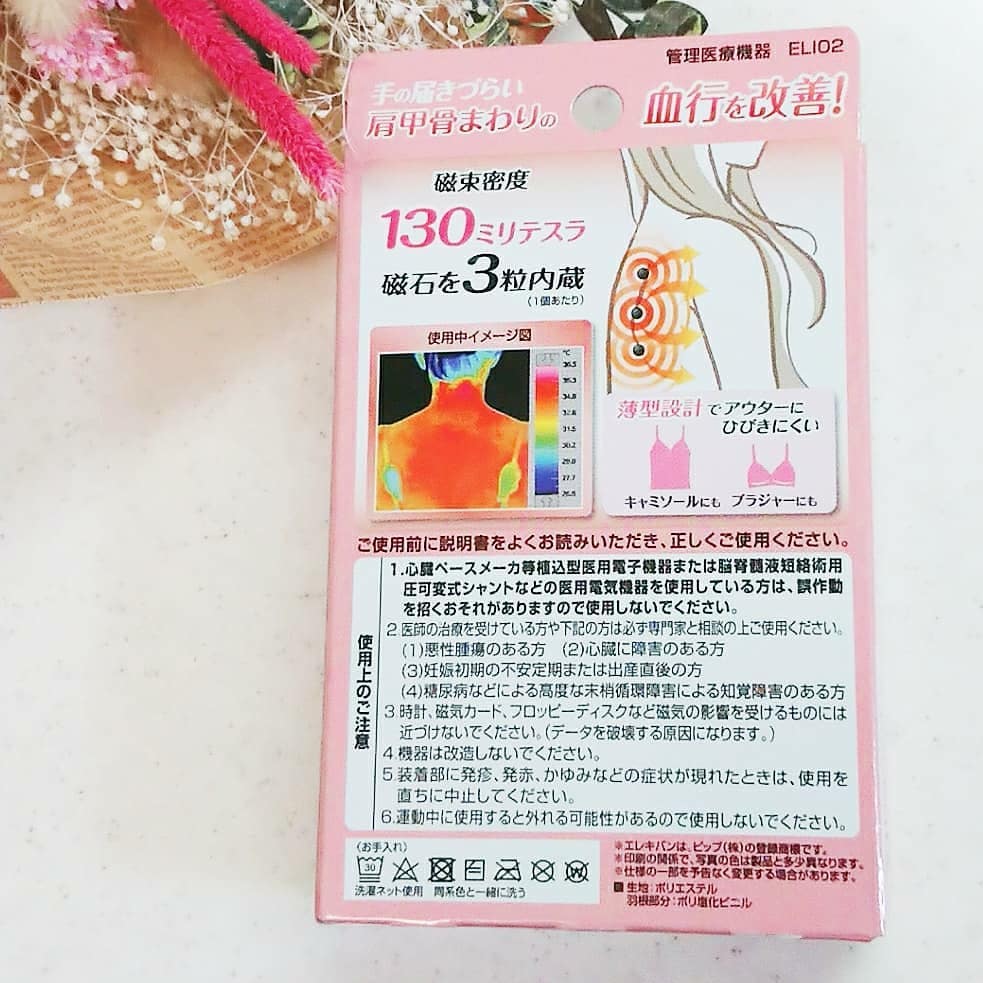 管理医療機器 EL102
手の届きづらい
肩甲骨まわりの
血行を改善!
磁束密度
130ミリテスラ
磁石を3粒内蔵
(1個あたり)
使用中イメージ図
℃
36.5
35.3
34.8
32.8
31.5
30.2
29.0
27.7
26.5
薄型設計でアウターに
ひびきにくい
キャミソールにも ブラジャーにも
ご使用前に説明書をよくお読みいただき、正しくご使用ください。
使用上のご注意
1.心臓ペースメーカ等植込型医用電子機器または脳脊髄液短絡術用
圧可変式シャントなどの医用電気機器を使用している方は、誤作動
を招くおそれがありますので使用しないでください。
2.医師の治療を受けている方や下記の方は必ず専門家と相談の上ご使用ください。
(1)悪性腫瘍のある方 (2)心臓に障害のある方
(3)妊娠初期の不安定期または出産直後の方
(4)糖尿病などによる高度な末梢循環障害による知覚障害のある方
3.時計、磁気カード、フロッピーディスクなど磁気の影響を受けるものには
近づけないでください。(データを破壊する原因になります。)
4.機器は改造しないでください。
5.装着部に発疹、発赤、かゆみなどの症状が現れたときは、使用を
直ちに中止してください。
6.運動中に使用すると外れる可能性があるので使用しないでください。
〈お手入れ〉
30
洗濯ネット使用 同系色と一緒に洗う
※エレキバンは、ピップ(株)の登録商標です。
※印刷の関係で、写真の色は製品と多少異なります。
※仕様の一部を予告なく変更する場合があります。
■生地:ポリエステル
羽根部分:ポリ塩化ビニル